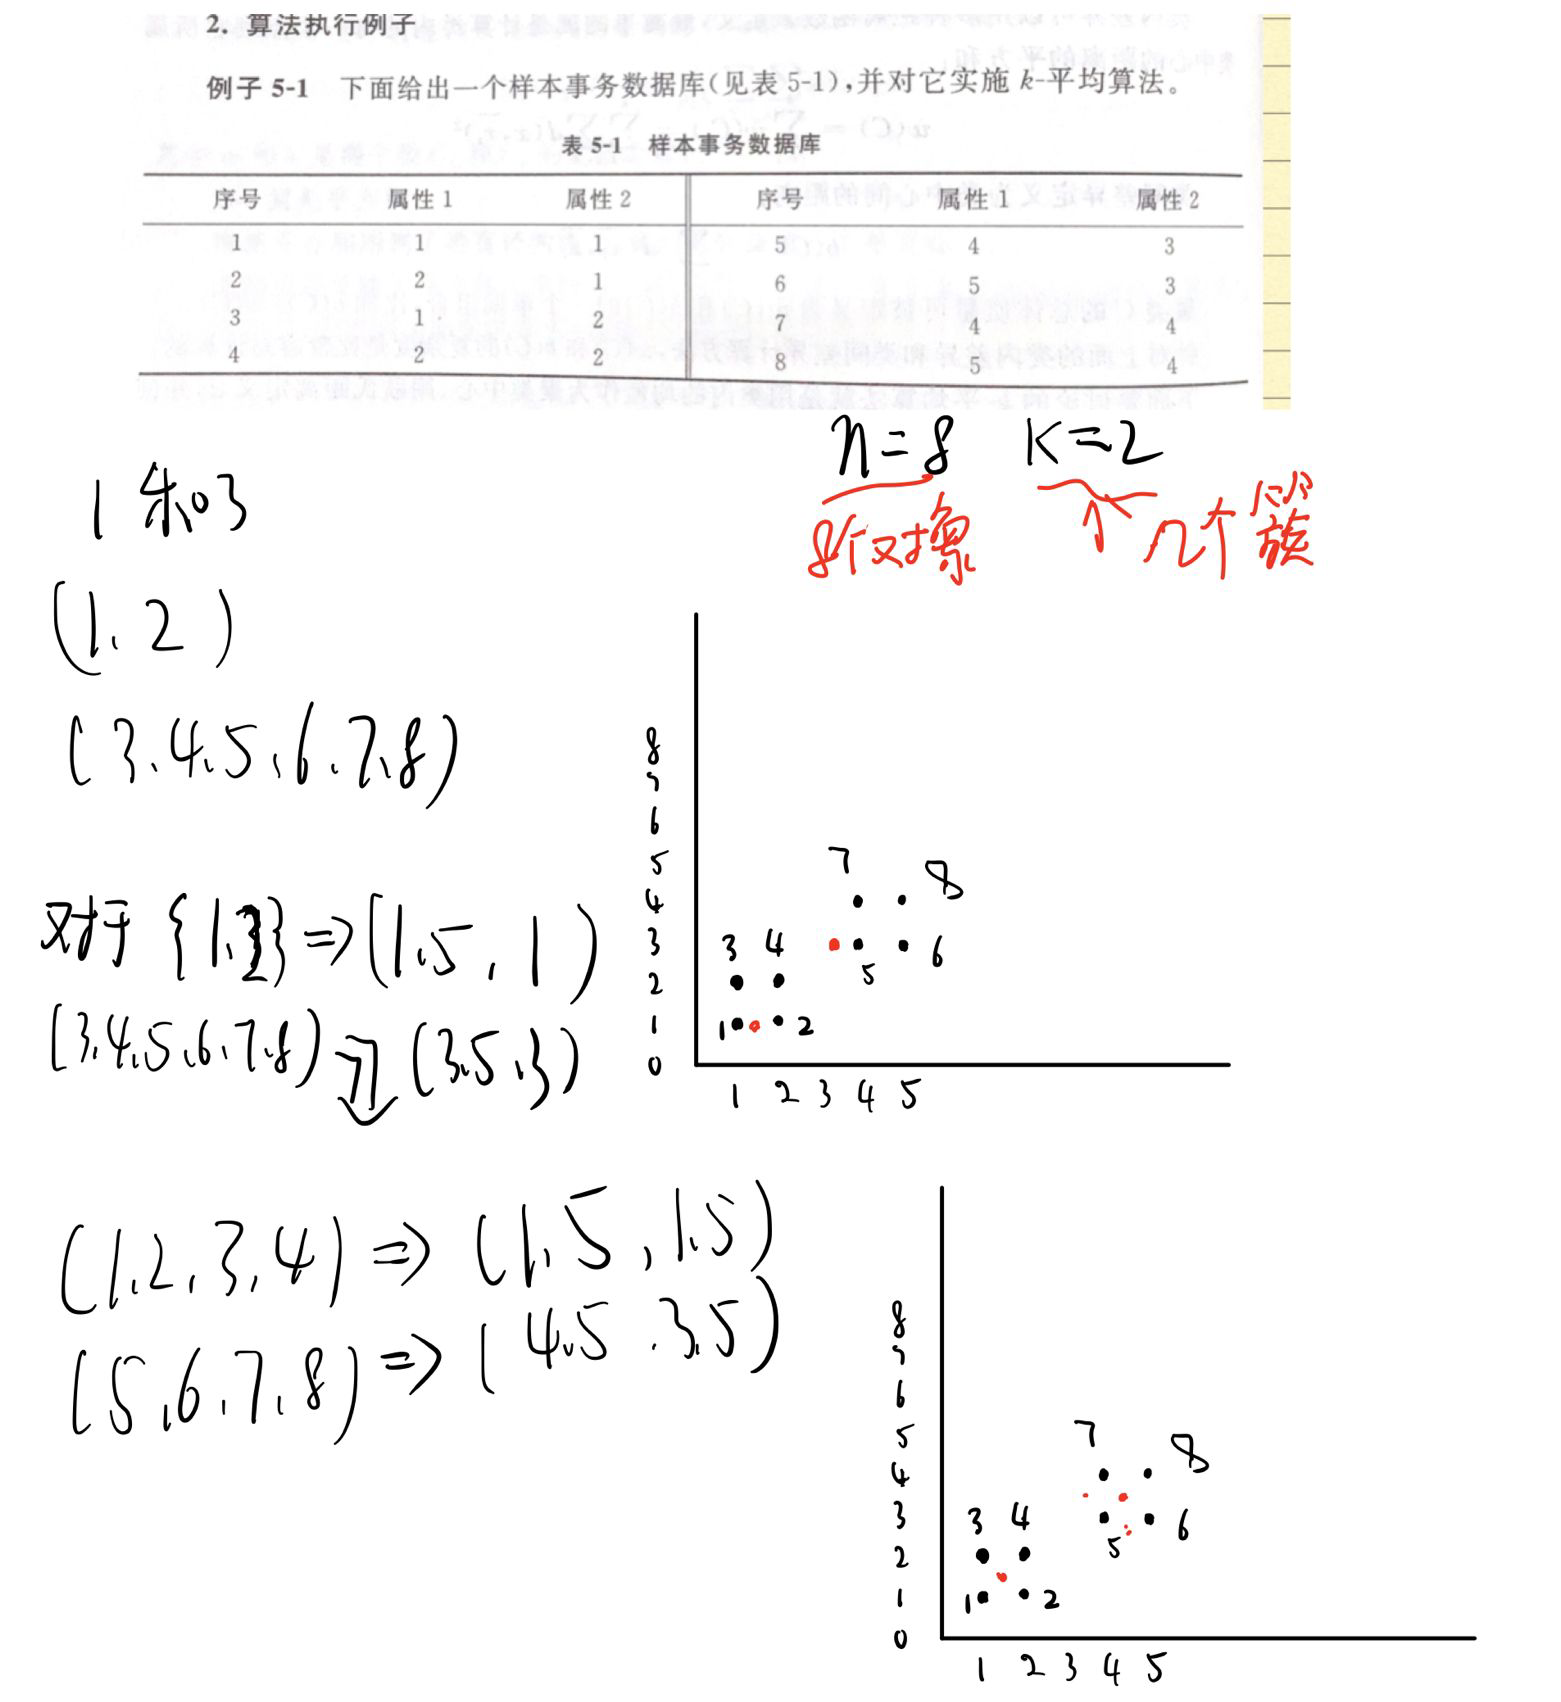 2. 算法执行例子
例子 5-1 下面给出一个样本事务数据库(见表 5-1),并对它实施 k-平均算法。
表 5-1 样本事务数据库
序号 属性 1 属性 2 序号 属性 1 属性 2
1 1 1 5 4 3
2 2 1 6 5 3
3 1 2 7 4 4
4 2 2 8 5 4
n=8 K=2
8个对象 几个簇
1和3
(1、2)
(3、4、5、6、7、8)
对于{1、2}⇒(1.5, 1)
(3、4、5、6、7、8)⇒(3.5、3)
(1、2、3、4)⇒(1.5, 1.5)
(5、6、7、8)⇒(4.5、3.5)
8
7
6
5
4
3
2
1
0
7 8
3 4
5 6
1 2
1 2 3 4 5
8
7
6
5
4
3
2
1
0
7 8
3 4
5 6
1 2
1 2 3 4 5